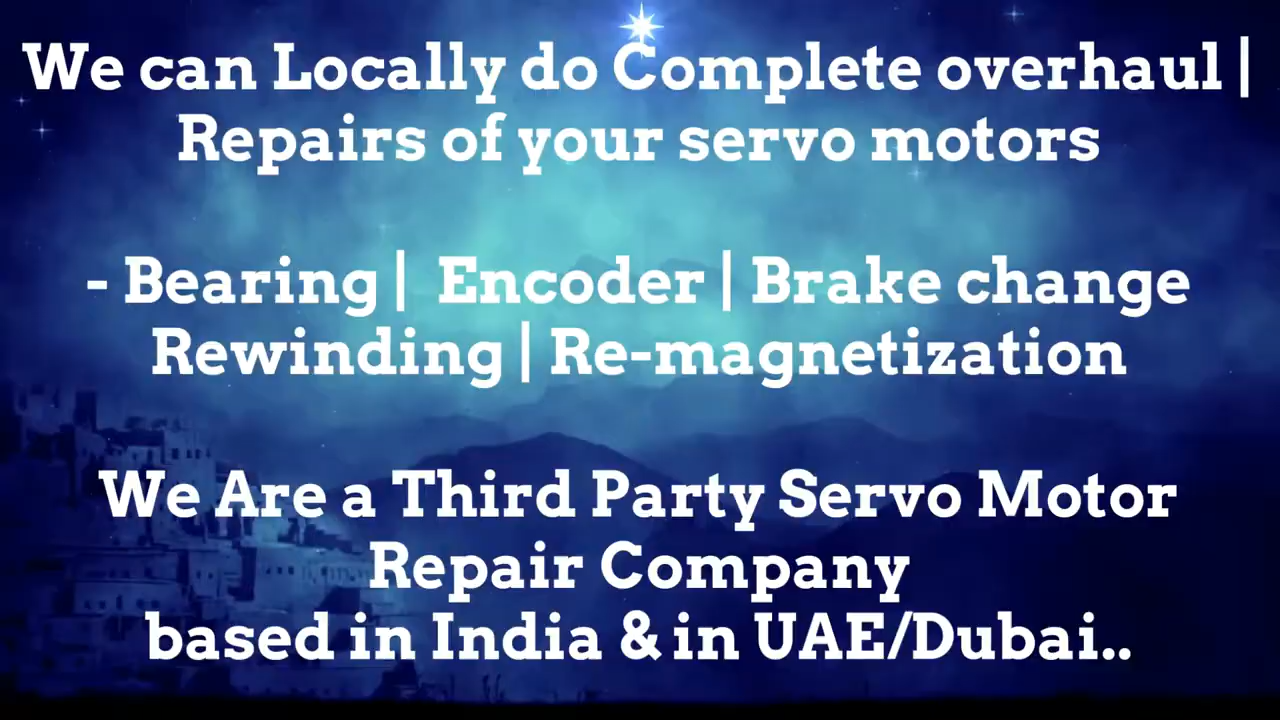 We can Locally do Complete overhaul |
Repairs of your servo motors
- Bearing | Encoder | Brake change
Rewinding | Re-magnetization
We Are a Third Party Servo Motor
Repair Company
based in India & in UAE/Dubai..